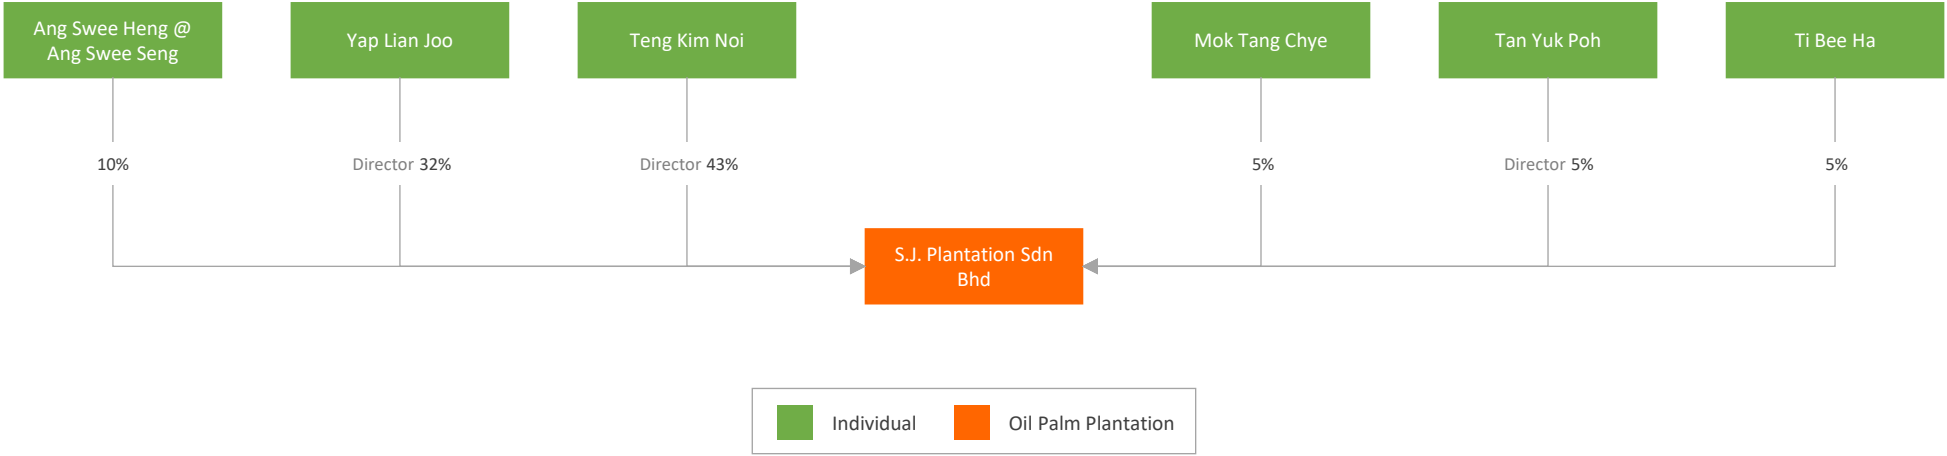 Ang Swee Heng @
Ang Swee Seng
Yap Lian Joo
Teng Kim Noi
Mok Tang Chye
Tan Yuk Poh
Ti Bee Ha
10%
Director 32%
Director 43%
5%
Director 5%
5%
S.J. Plantation Sdn
Bhd
Individual
Oil Palm Plantation